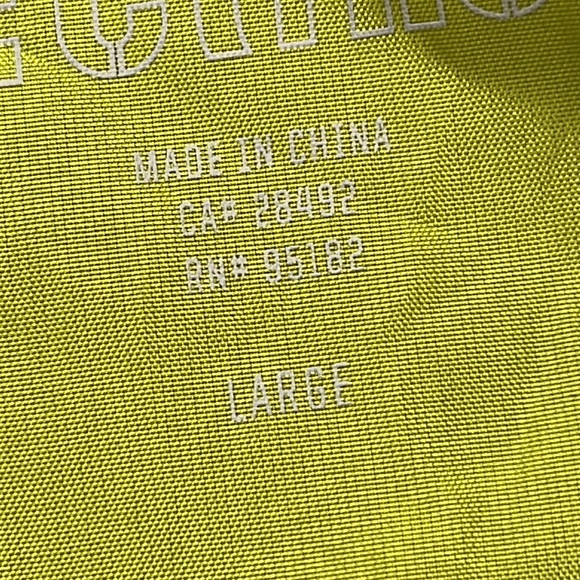 MADE IN CHINA
CA# 28492
RN# 95182
LARGE